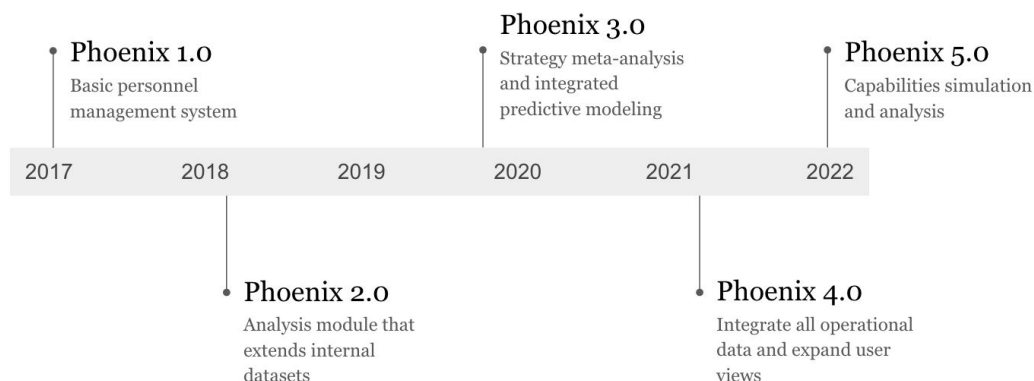 Phoenix 1.0
Basic personnel
management system
Phoenix 3.0
Strategy meta-analysis
and integrated
predictive modeling
Phoenix 5.0
Capabilities simulation
and analysis
2017 2018 2019 2020 2021 2022
Phoenix 2.0
Analysis module that
extends internal
datasets
Phoenix 4.0
Integrate all operational
data and expand user
views